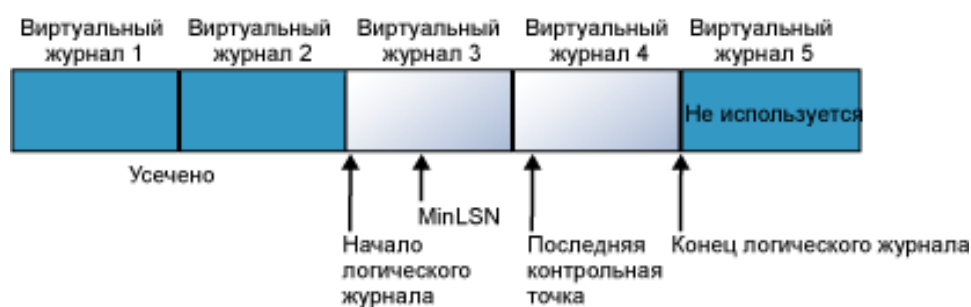 Виртуальный
журнал 1
Виртуальный
журнал 2
Виртуальный
журнал 3
Виртуальный
журнал 4
Виртуальный
журнал 5
Не используется
Усечено
MinLSN
Начало
логического
журнала
Последняя
контрольная
точка
Конец логического журнала